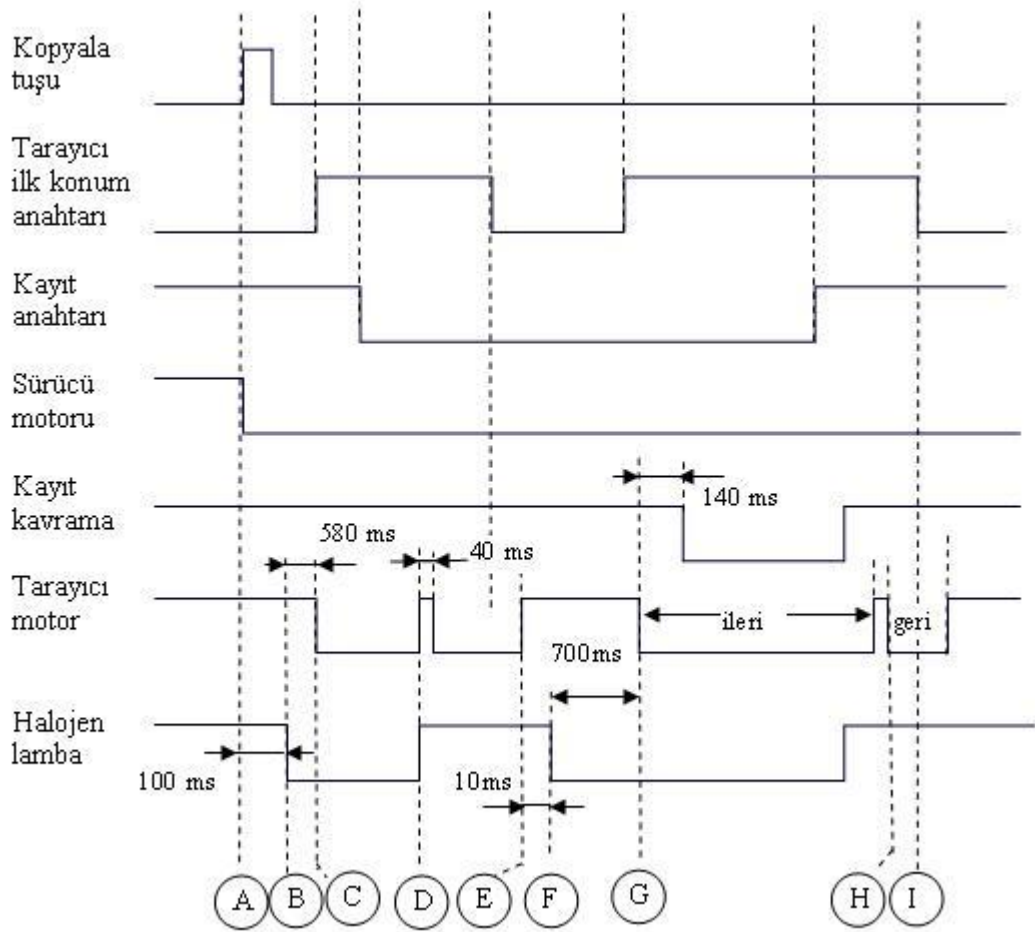 Kopyala
tuşu
Tarayıcı
ilk konum
anahtarı
Kayıt
anahtarı
Sürücü
motoru
Kayıt
kavrama
140 ms
580 ms
40 ms
Tarayıcı
motor
ileri
geri
700ms
Halojen
lamba
100 ms
10ms
A
B
C
D
E
F
G
H
I